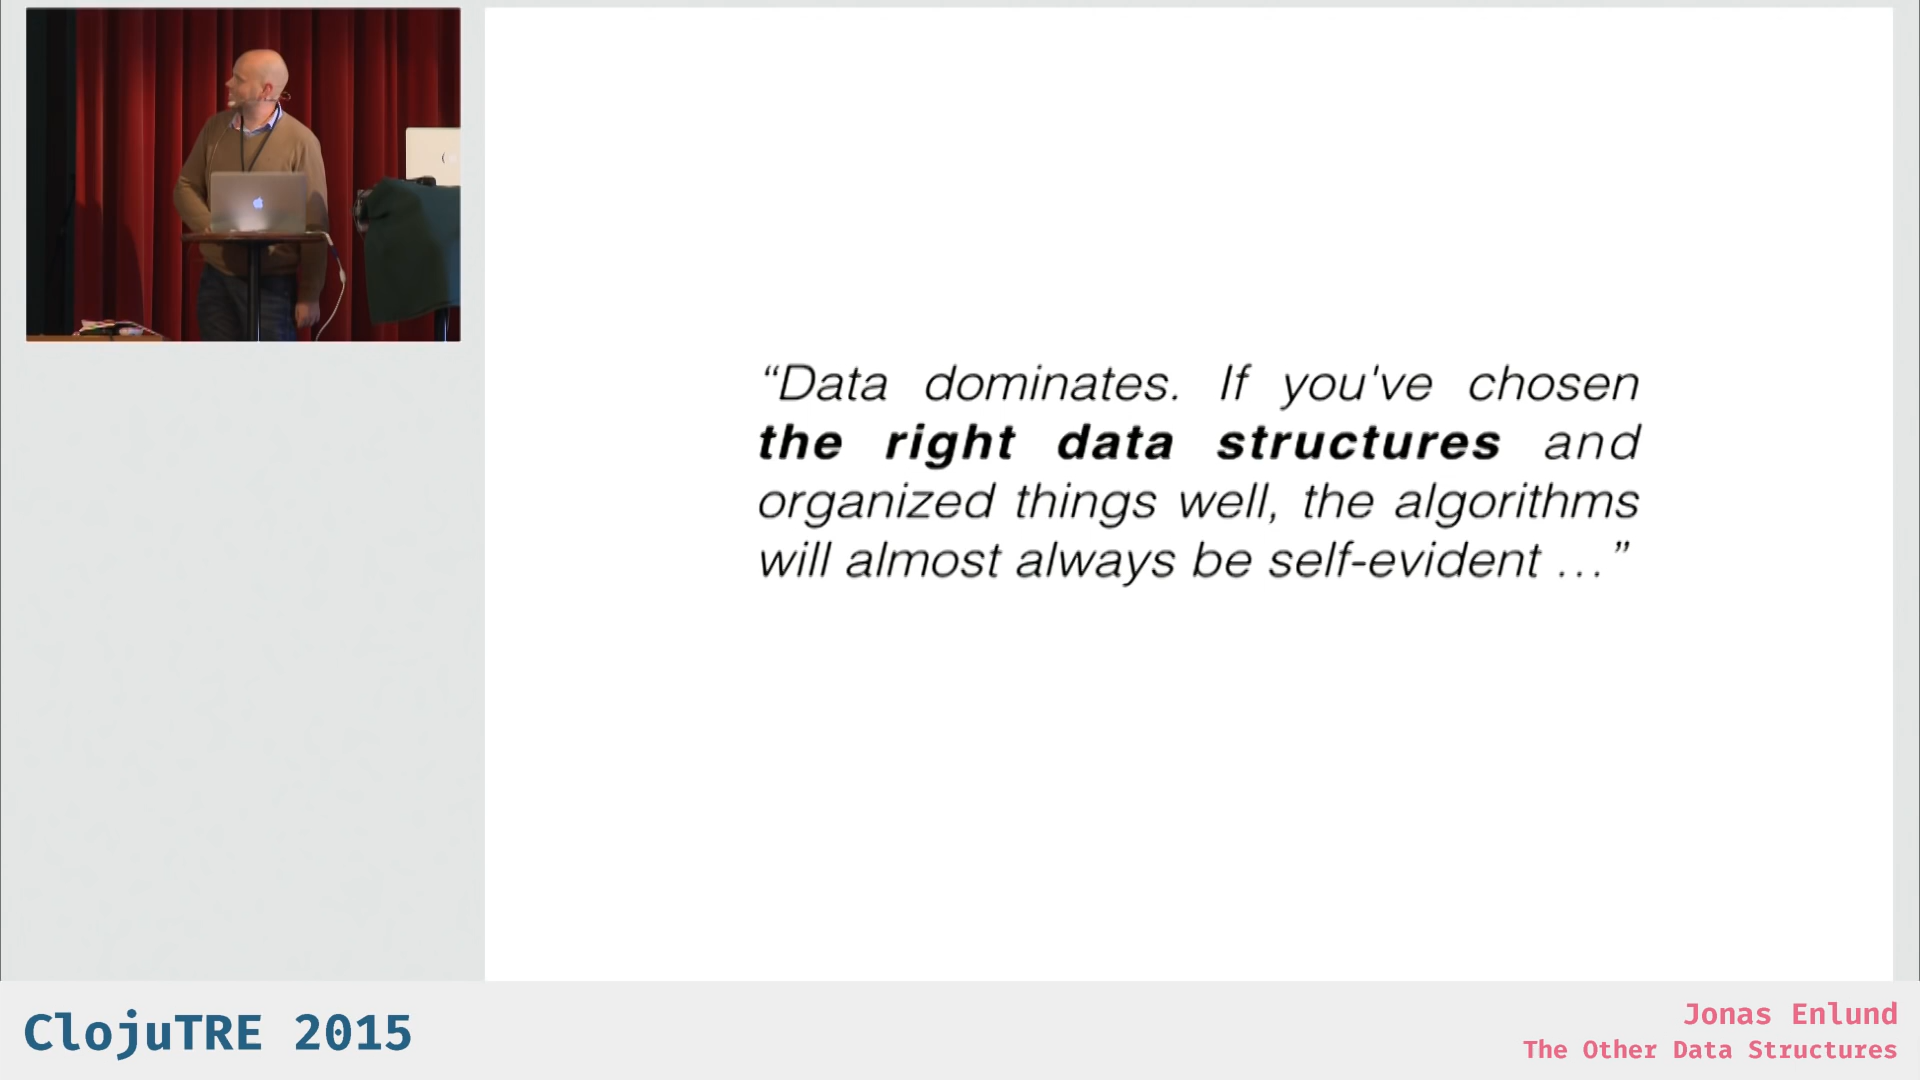 “Data dominates. If you've chosen
the right data structures and
organized things well, the algorithms
will almost always be self-evident …”
ClojuTRE 2015
Jonas Enlund
The Other Data Structures